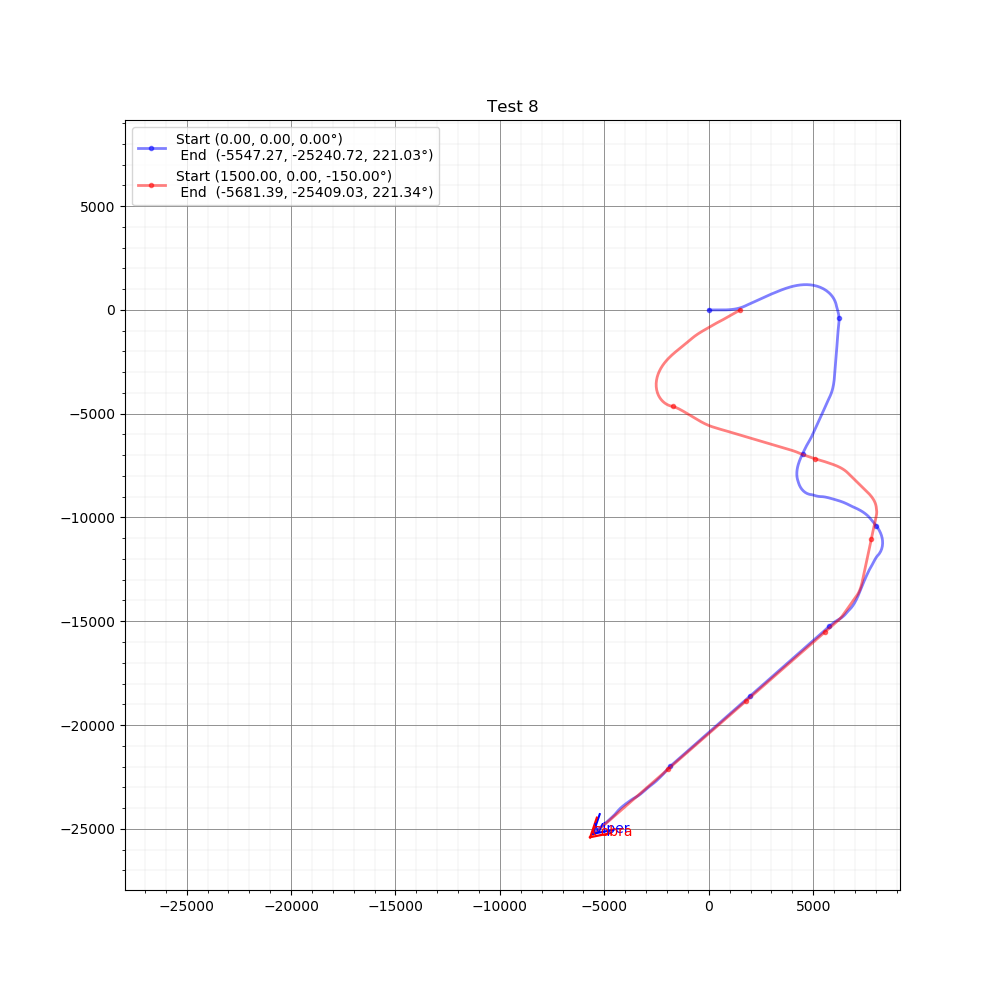 Test 8
Start (0.00, 0.00, 0.00°)
End (-5547.27, -25240.72, 221.03°)
Start (1500.00, 0.00, -150.00°)
End (-5681.39, -25409.03, 221.34°)
5000
0
−5000
−10000
−15000
−20000
−25000
−25000 −20000 −15000 −10000 −5000 0 5000